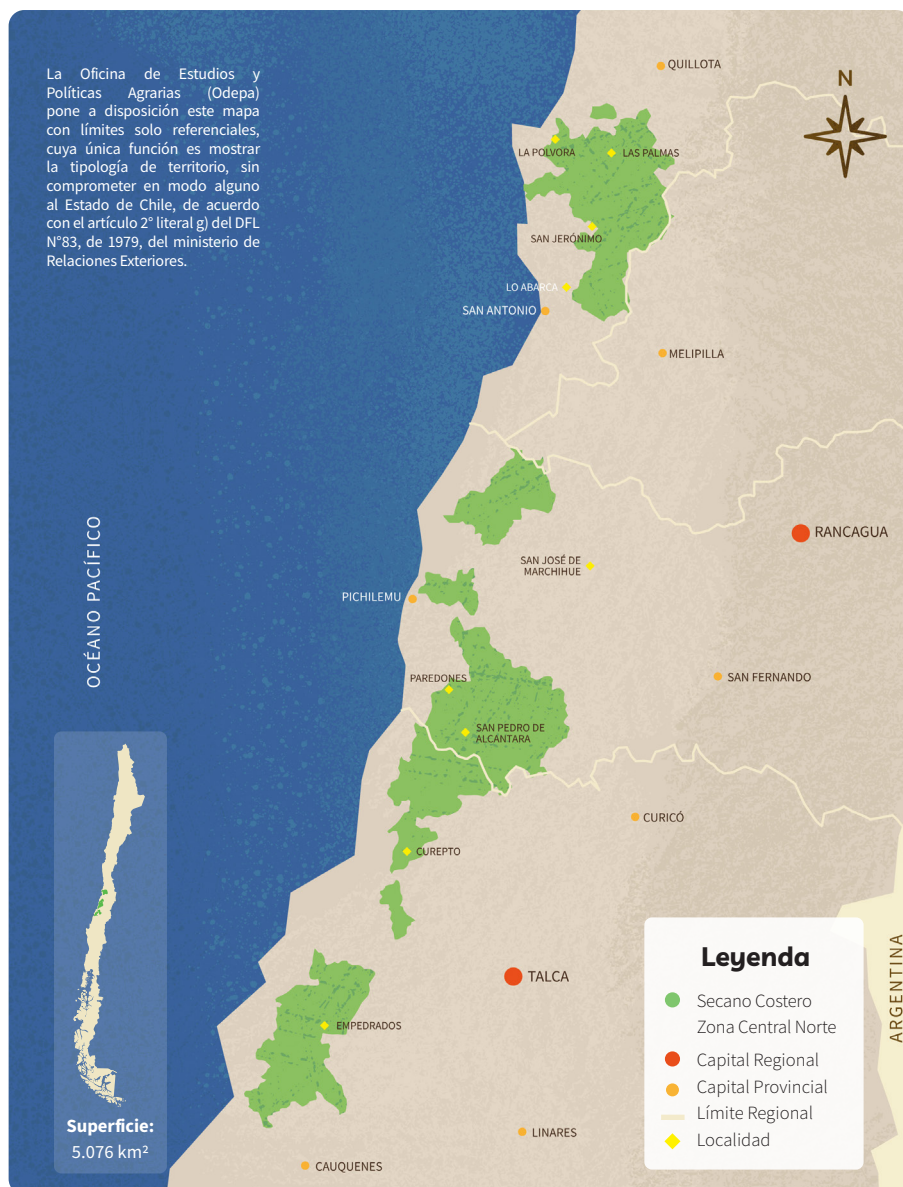 La Oficina de Estudios y
Políticas Agrarias (Odepa)
pone a disposición este mapa
con límites solo referenciales,
cuya única función es mostrar
la tipología de territorio, sin
comprometer en modo alguno
al Estado de Chile, de acuerdo
con el artículo 2° literal g) del DFL
N°83, de 1979, del ministerio de
Relaciones Exteriores.
QUILLOTA
N
LA POLVORA
LAS PALMAS
SAN JERÓNIMO
LO ABARCA
SAN ANTONIO
MELIPILLA
RANCAGUA
OCÉANO PACÍFICO
SAN JOSÉ DE
MARCHIHUE
PICHILEMU
PAREDONES
SAN FERNANDO
SAN PEDRO DE
ALCÁNTARA
CURICÓ
CUREPTO
TALCA
EMPEDRADOS
LINARES
CAUQUENES
ARGENTINA
Superficie:
5.076 km²
Leyenda
Secano Costero
Zona Central Norte
Capital Regional
Capital Provincial
Límite Regional
Localidad